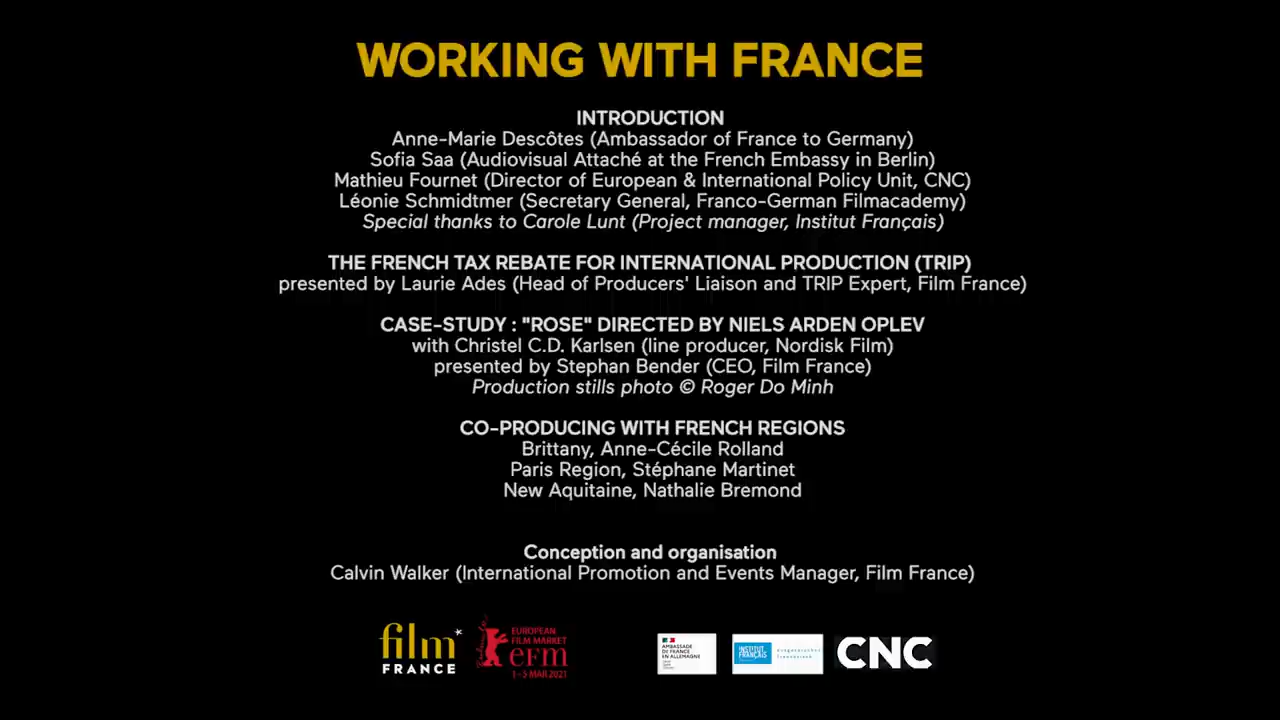 WORKING WITH FRANCE
INTRODUCTION
Anne-Marie Descôtes (Ambassador of France to Germany)
Sofia Saa (Audiovisual Attaché at the French Embassy in Berlin)
Mathieu Fournet (Director of European & International Policy Unit, CNC)
Léonie Schmidtmer (Secretary General, Franco-German Filmacademy)
Special thanks to Carole Lunt (Project manager, Institut Français)
THE FRENCH TAX REBATE FOR INTERNATIONAL PRODUCTION (TRIP)
presented by Laurie Ades (Head of Producers' Liaison and TRIP Expert, Film France)
CASE-STUDY : "ROSE" DIRECTED BY NIELS ARDEN OPLEV
with Christel C.D. Karlsen (line producer, Nordisk Film)
presented by Stephan Bender (CEO, Film France)
Production stills photo © Roger Do Minh
CO-PRODUCING WITH FRENCH REGIONS
Brittany, Anne-Cécile Rolland
Paris Region, Stéphane Martinet
New Aquitaine, Nathalie Bremond
Conception and organisation
Calvin Walker (International Promotion and Events Manager, Film France)
film
FRANCE
EUROPEAN
FILM MARKET
efm
1-5 MAR 2021
AMBASSADE
DE FRANCE
EN ALLEMAGNE
INSTITUT
FRANÇAIS
CNC